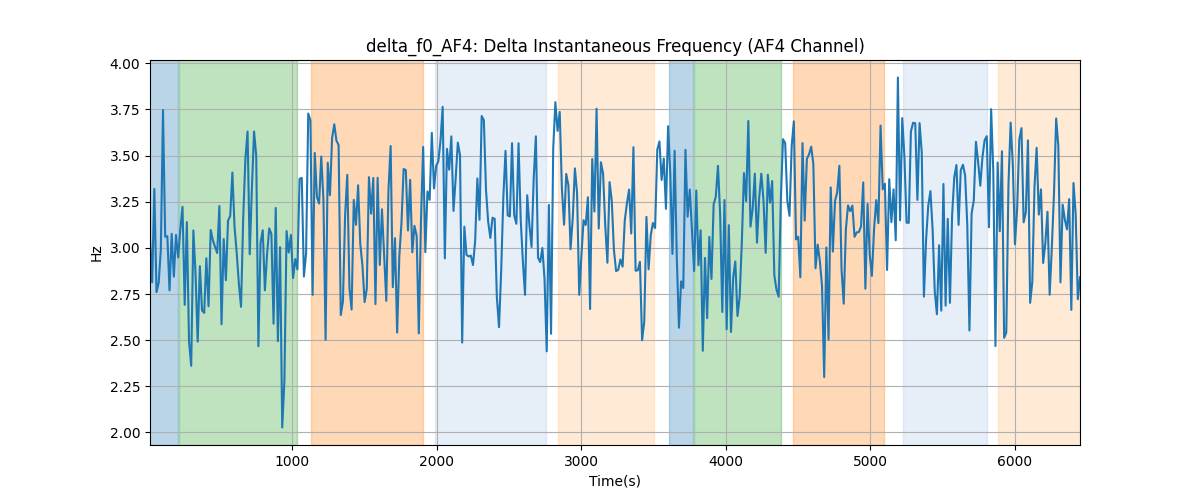 delta_f0_AF4: Delta Instantaneous Frequency (AF4 Channel)
4.00
3.75
3.50
3.25
3.00
2.75
2.50
2.25
2.00
Hz
1000 2000 3000 4000 5000 6000
Time(s)